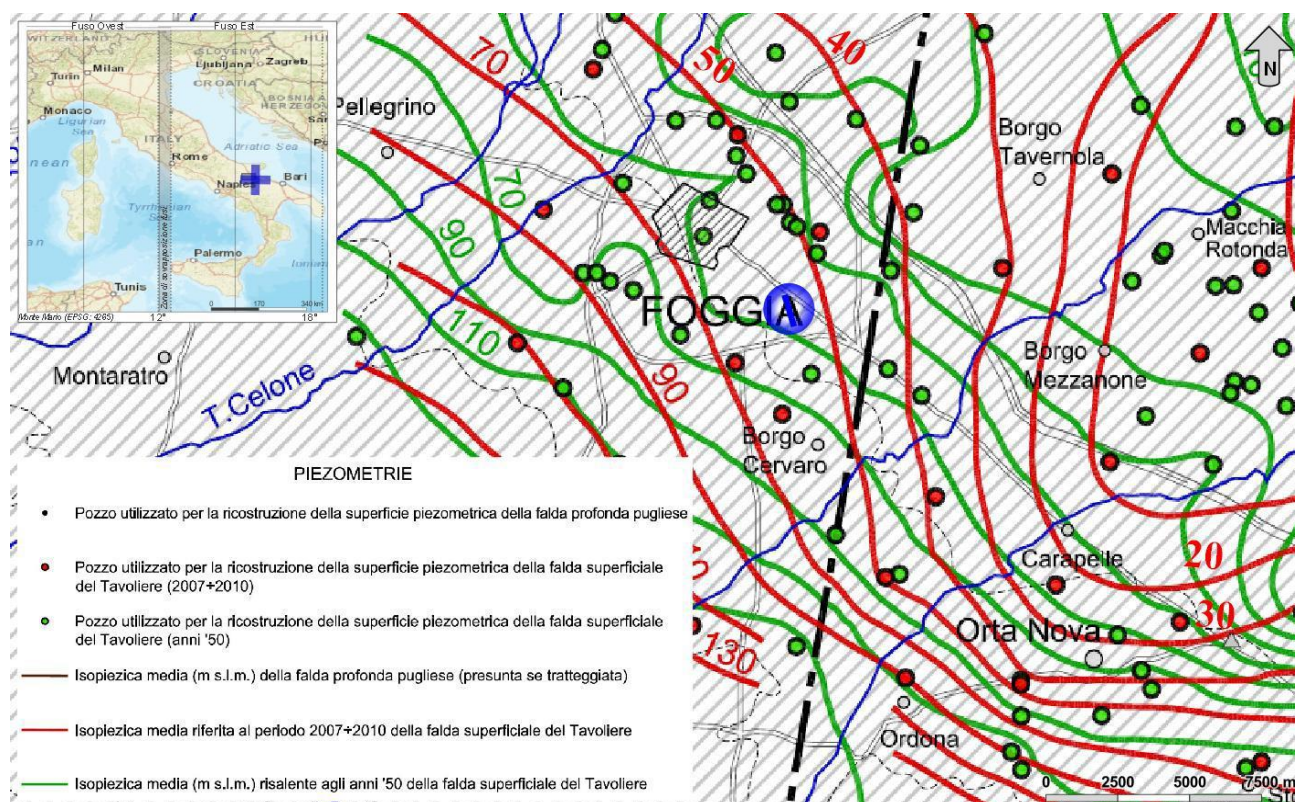 Fuso Ovest
Fuso Est
SWITZERLAND
SLOVENIA
HU
Turin
Milan
Ljubljana
Zagreb
CROATIA
BOSNIA A
HERZEGO
Monaco
Ligurian
Sea
ITALY
Adriatic Sea
Rome
Naples
Bari
Tyrrhenian
Palermo
Tunis
Zona di sovrapposizione fusi
0
170
340 km
Monte Mario (EPSG: 4265)
12°
18°
N
70
50
40
Pellegrino
Borgo
Tavernola
70
90
110
Macchia
Rotonda
FOGGIA
Montaratro
T.Celone
90
Borgo
Mezzanone
Borgo
Cervaro
Carapelle
20
30
Orta Nova
130
Ordona
0
2500
5000
7500 m
PIEZOMETRIE
Pozzo utilizzato per la ricostruzione della superficie piezometrica della falda profonda pugliese
Pozzo utilizzato per la ricostruzione della superficie piezometrica della falda superficiale
del Tavoliere (2007÷2010)
Pozzo utilizzato per la ricostruzione della superficie piezometrica della falda superficiale
del Tavoliere (anni '50)
Isopiezica media (m s.l.m.) della falda profonda pugliese (presunta se tratteggiata)
Isopiezica media riferita al periodo 2007÷2010 della falda superficiale del Tavoliere
Isopiezica media (m s.l.m.) risalente agli anni '50 della falda superficiale del Tavoliere